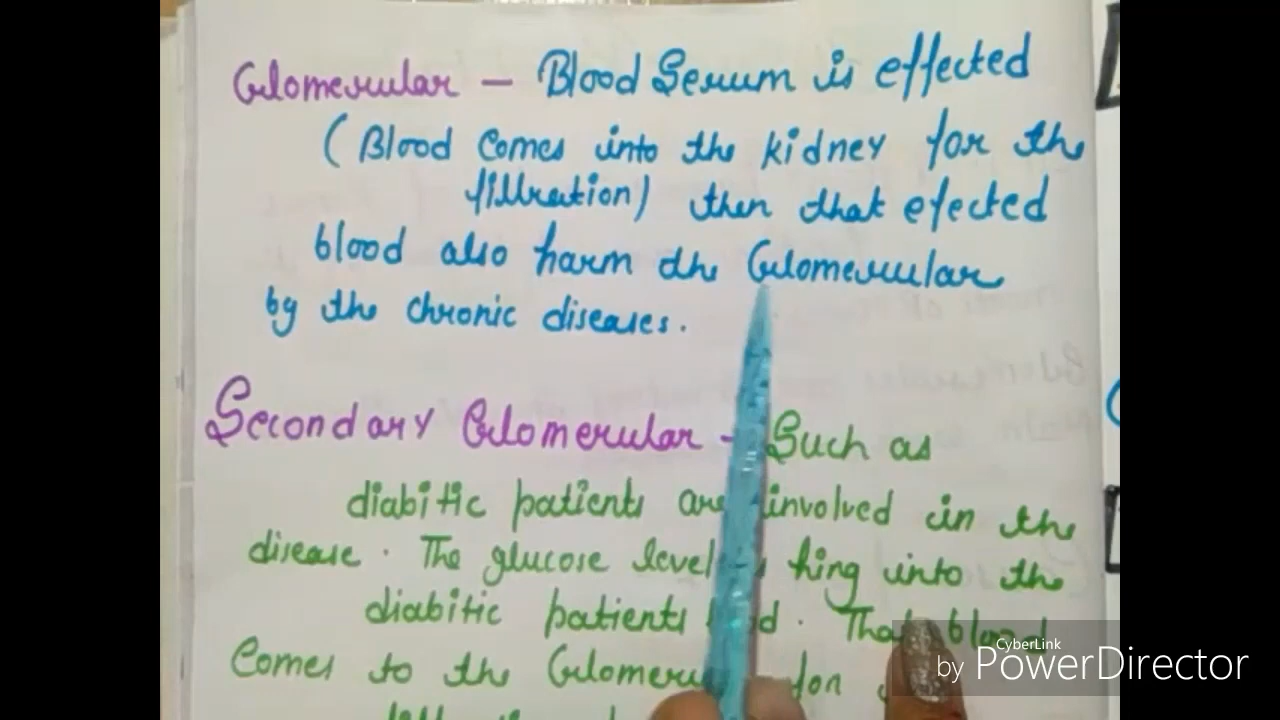 Glomerular - Blood Serum is effected
(Blood Comes into the kidney for the
filtration) then that efected
blood also harm the Glomerular
by the chronic diseases.
Secondary Glomerular - Such as
diabitic patients are involved in the
disease. The glucose level hing into the
diabitic patients That blood
Comes to the for
CyberLink
by PowerDirector